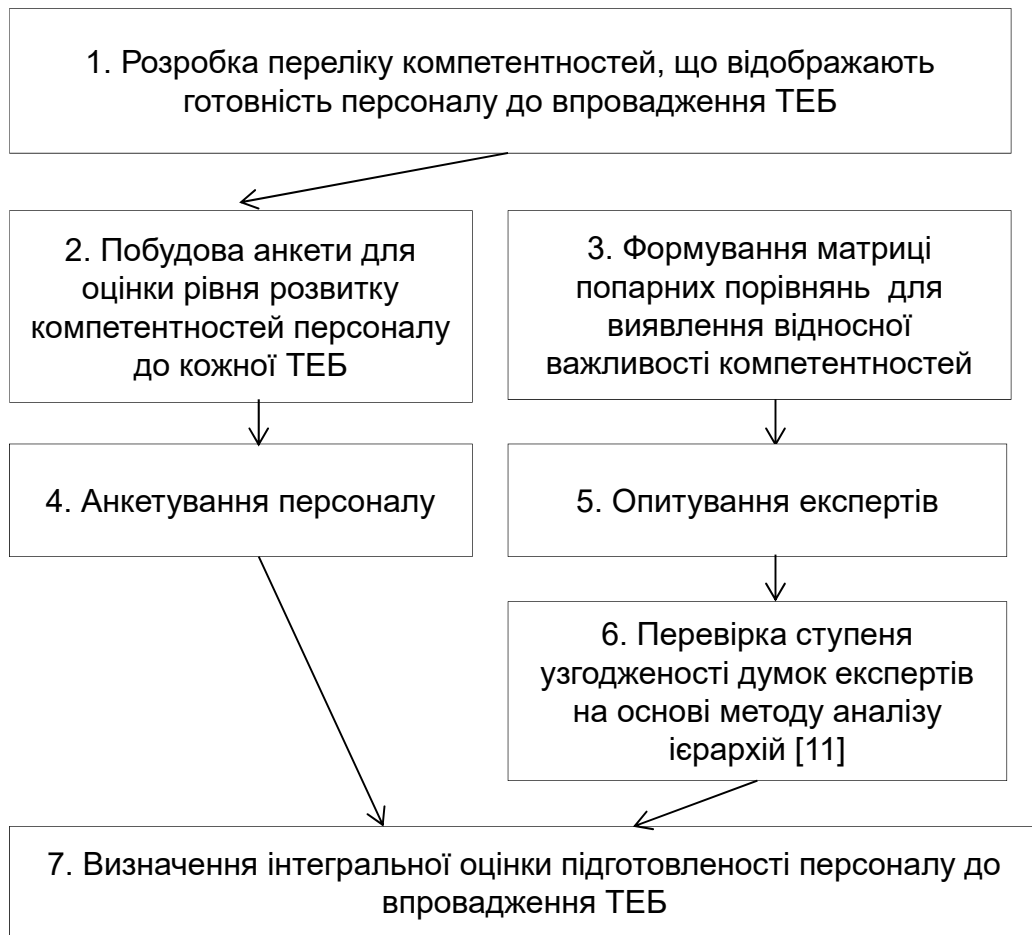 1. Розробка переліку компетентностей, що відображають
готовність персоналу до впровадження ТЕБ
2. Побудова анкети для
оцінки рівня розвитку
компетентностей персоналу
до кожної ТЕБ
3. Формування матриці
попарних порівнянь для
виявлення відносної
важливості компетентностей
4. Анкетування персоналу
5. Опитування експертів
6. Перевірка ступеня
узгодженості думок експертів
на основі методу аналізу
ієрархій [11]
7. Визначення інтегральної оцінки підготовленості персоналу до
впровадження ТЕБ